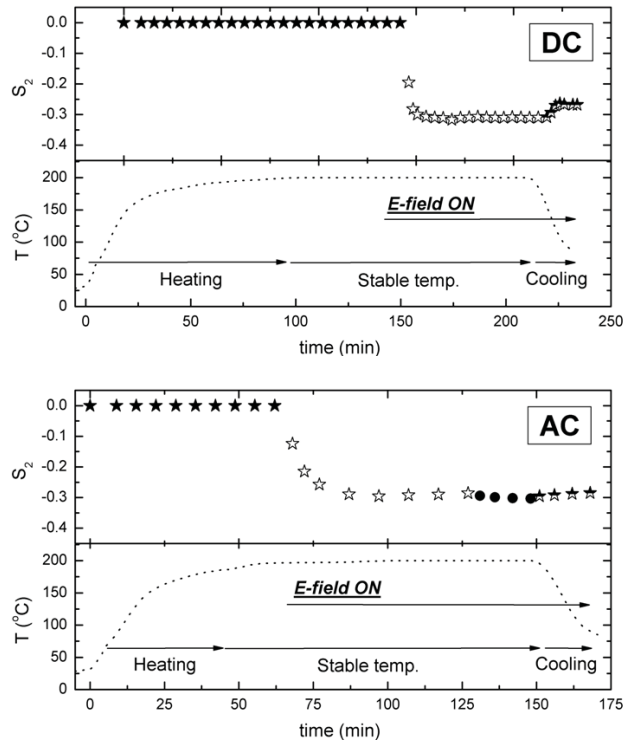 0.0
-0.1
-0.2
-0.3
-0.4
S2
DC
200
150
100
50
0
T (°C)
E-field ON
Heating
Stable temp.
Cooling
0 50 100 150 200 250
time (min)
0.0
-0.1
-0.2
-0.3
-0.4
S2
AC
200
150
100
50
0
T (°C)
E-field ON
Heating
Stable temp.
Cooling
0 25 50 75 100 125 150 175
time (min)